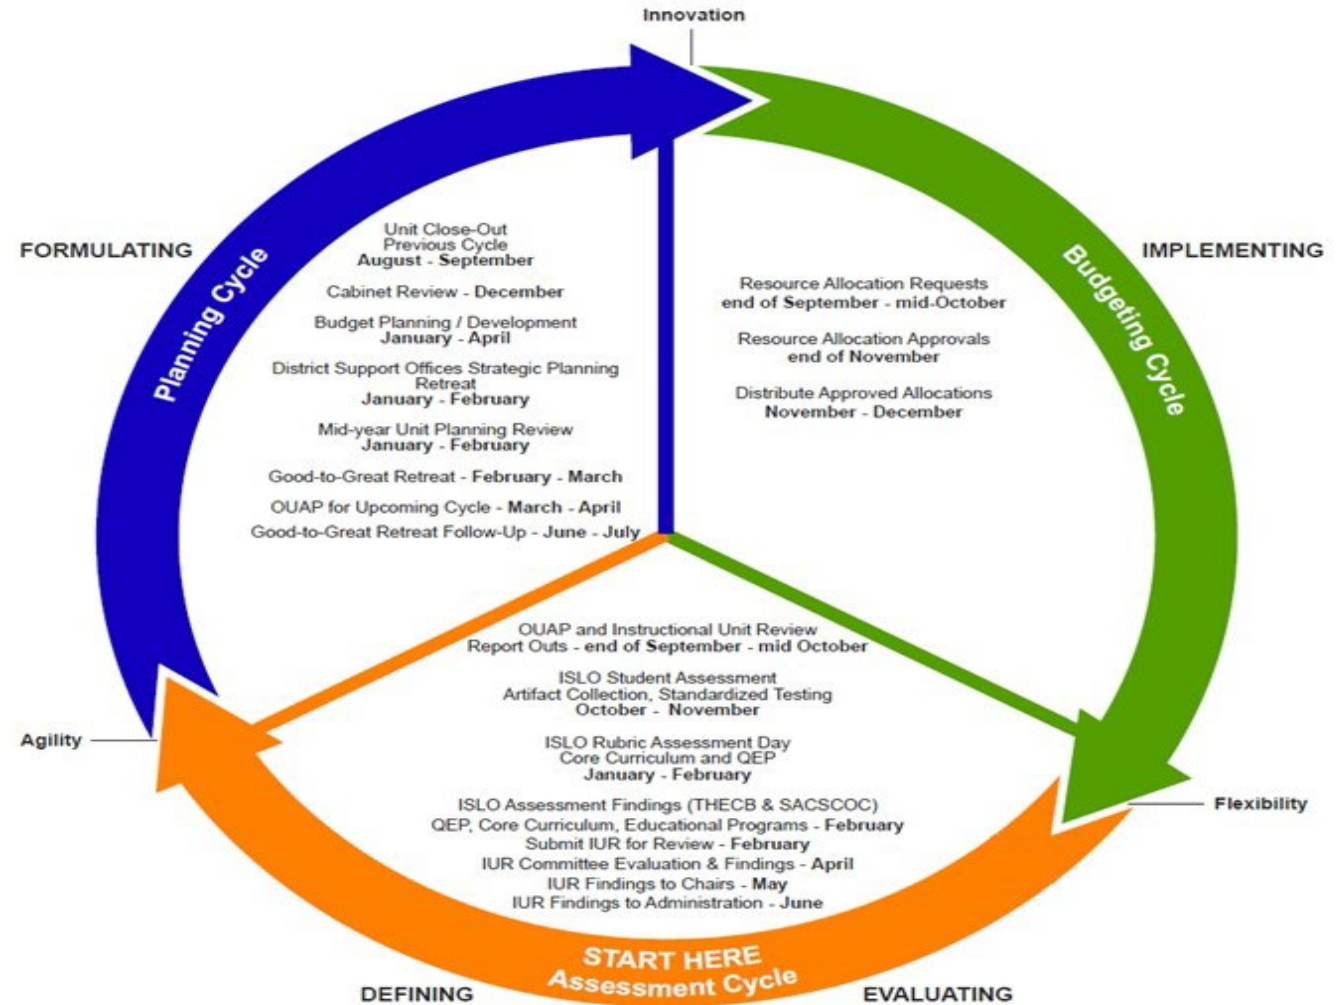 Innovation
FORMULATING
Planning Cycle
Unit Close-Out
Previous Cycle
August - September
Cabinet Review - December
Budget Planning / Development
January - April
District Support Offices Strategic Planning
Retreat
January - February
Mid-year Unit Planning Review
January - February
Good-to-Great Retreat - February - March
OUAP for Upcoming Cycle - March - April
Good-to-Great Retreat Follow-Up - June - July
IMPLEMENTING
Budgeting Cycle
Resource Allocation Requests
end of September - mid-October
Resource Allocation Approvals
end of November
Distribute Approved Allocations
November - December
OUAP and Instructional Unit Review
Report Outs - end of September - mid October
ISLO Student Assessment
Artifact Collection, Standardized Testing
October - November
ISLO Rubric Assessment Day
Core Curriculum and QEP
January - February
ISLO Assessment Findings (THECB & SACSCOC)
QEP, Core Curriculum, Educational Programs - February
Submit IUR for Review - February
IUR Committee Evaluation & Findings - April
IUR Findings to Chairs - May
IUR Findings to Administration - June
Agility
Flexibility
START HERE
Assessment Cycle
DEFINING
EVALUATING